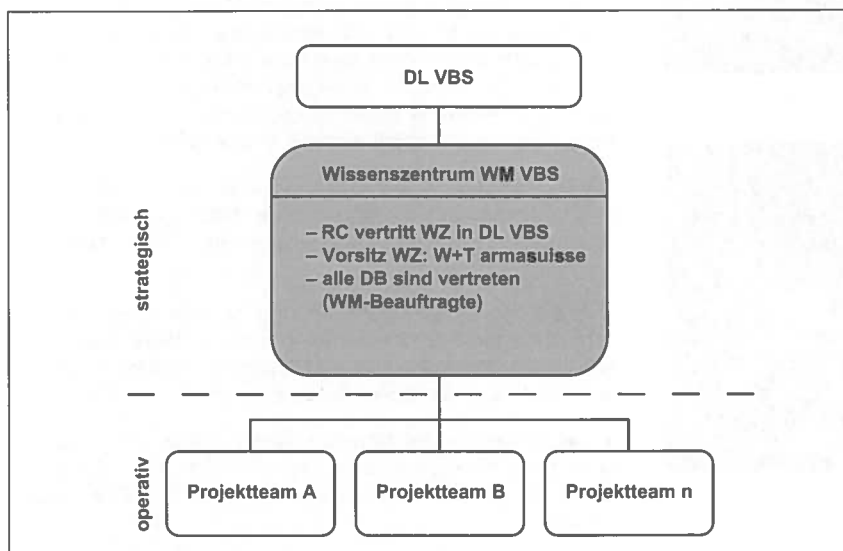 DL VBS
strategisch
Wissenszentrum WM VBS
– RC vertritt WZ in DL VBS
– Vorsitz WZ: W+T armasuisse
– alle DB sind vertreten
(WM-Beauftragte)
operativ
Projektteam A
Projektteam B
Projektteam n